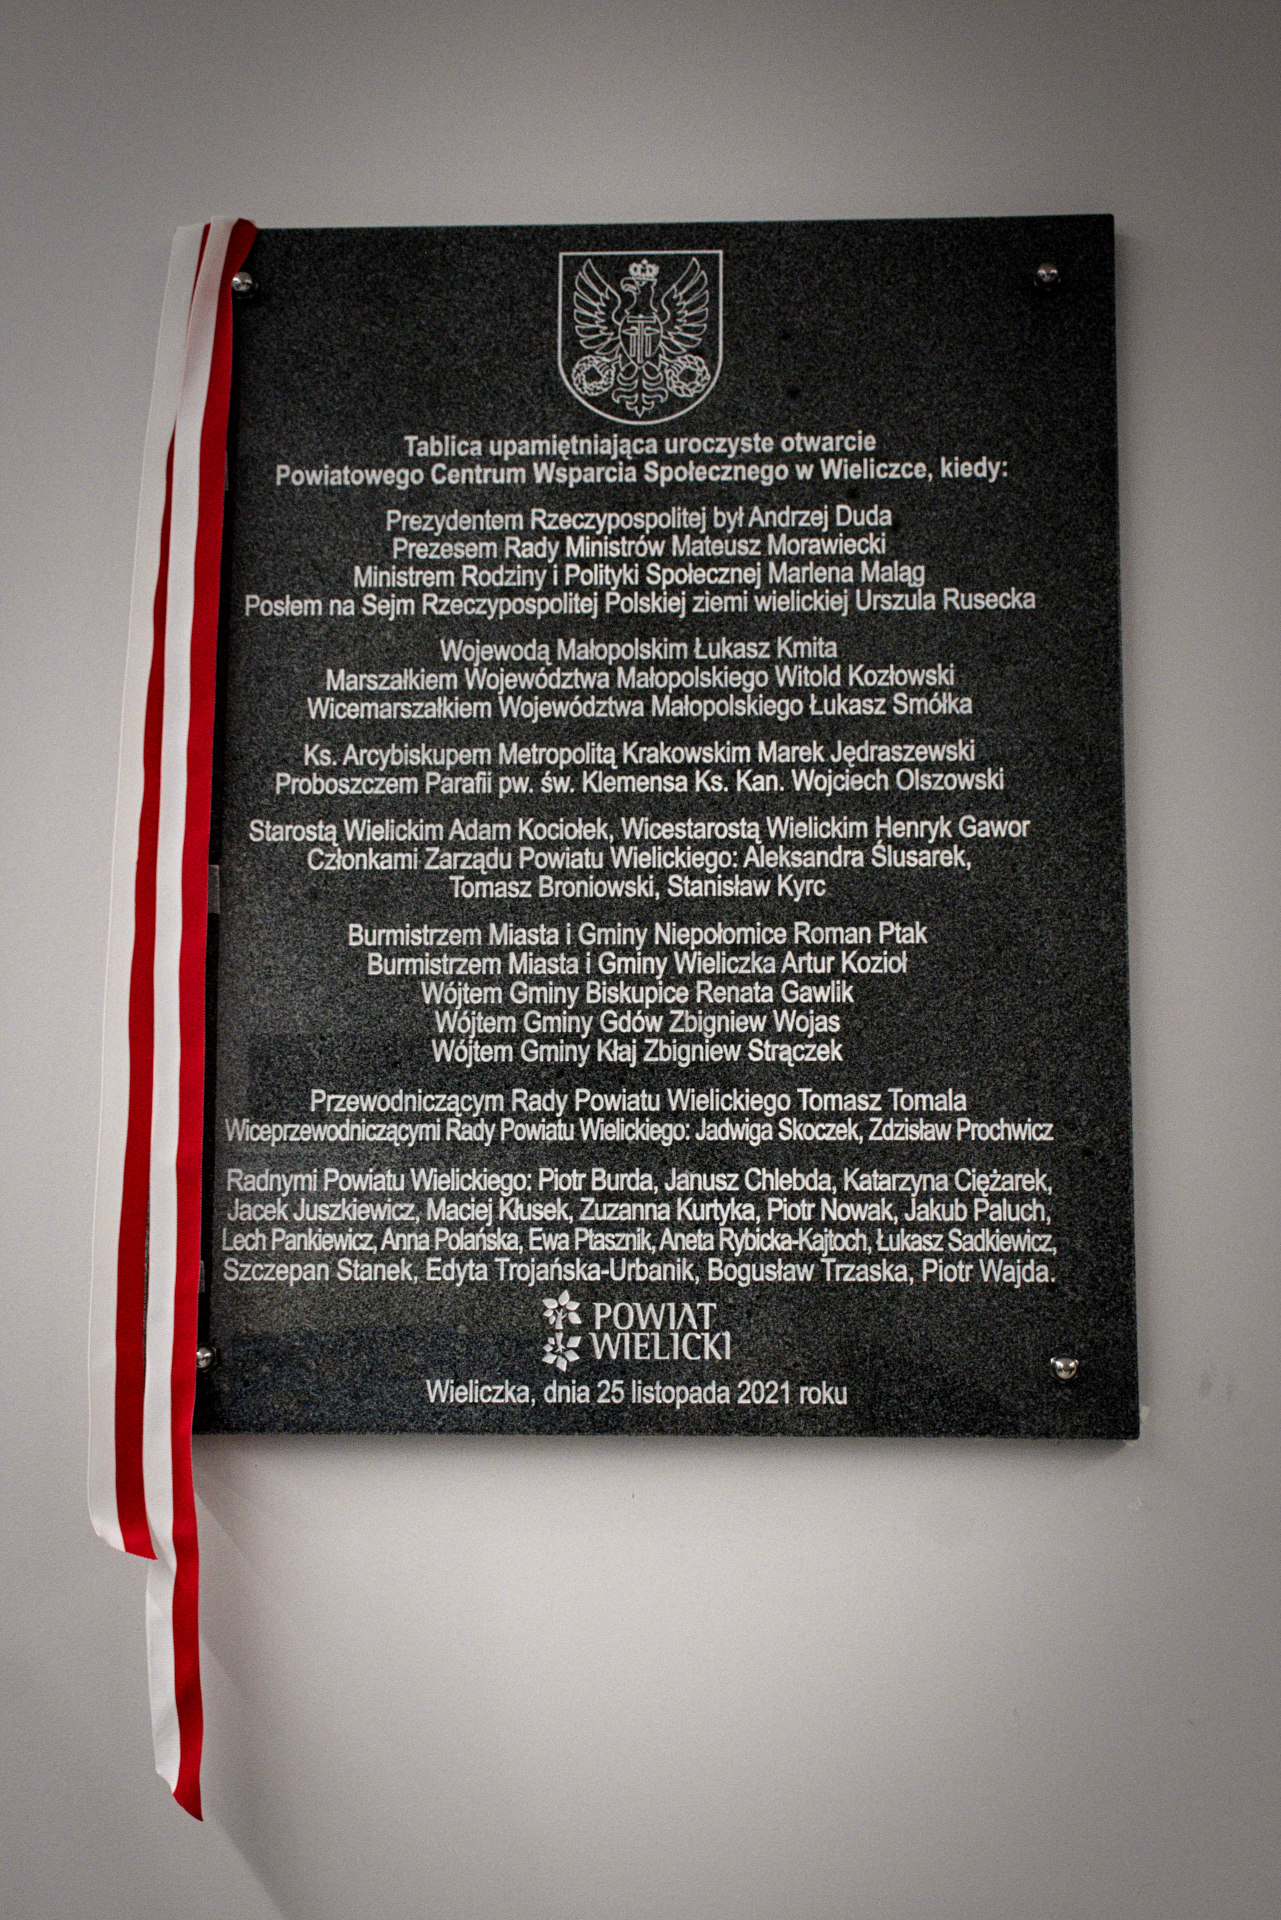 Tablica upamiętniająca uroczyste otwarcie
Powiatowego Centrum Wsparcia Społecznego w Wieliczce, kiedy:
Prezydentem Rzeczypospolitej był Andrzej Duda
Prezesem Rady Ministrów Mateusz Morawiecki
Ministrem Rodziny i Polityki Społecznej Marlena Maląg
Posłem na Sejm Rzeczypospolitej Polskiej ziemi wielickiej Urszula Rusecka
Wojewodą Małopolskim Łukasz Kmita
Marszałkiem Województwa Małopolskiego Witold Kozłowski
Wicemarszałkiem Województwa Małopolskiego Łukasz Smółka
Ks. Arcybiskupem Metropolitą Krakowskim Marek Jędraszewski
Proboszczem Parafii pw. św. Klemensa Ks. Kan. Wojciech Olszowski
Starostą Wielickim Adam Kociołek, Wicestarostą Wielickim Henryk Gawor
Członkami Zarządu Powiatu Wielickiego: Aleksandra Ślusarek,
Tomasz Broniowski, Stanisław Kyrc
Burmistrzem Miasta i Gminy Niepołomice Roman Ptak
Burmistrzem Miasta i Gminy Wieliczka Artur Kozioł
Wójtem Gminy Biskupice Renata Gawlik
Wójtem Gminy Gdów Zbigniew Wojas
Wójtem Gminy Kłaj Zbigniew Strączek
Przewodniczącym Rady Powiatu Wielickiego Tomasz Tomala
Wiceprzewodniczącymi Rady Powiatu Wielickiego: Jadwiga Skoczek, Zdzisław Prochwicz
Radnymi Powiatu Wielickiego: Piotr Burda, Janusz Chlebda, Katarzyna Ciężarek,
Jacek Juszkiewicz, Maciej Kłusek, Zuzanna Kurtyka, Piotr Nowak, Jakub Paluch,
Lech Pankiewicz, Anna Polańska, Ewa Ptasznik, Aneta Rybicka-Kajtoch, Łukasz Sadkiewicz,
Szczepan Stanek, Edyta Trojańska-Urbanik, Bogusław Trzaska, Piotr Wajda.
POWIAT
WIELICKI
Wieliczka, dnia 25 listopada 2021 roku